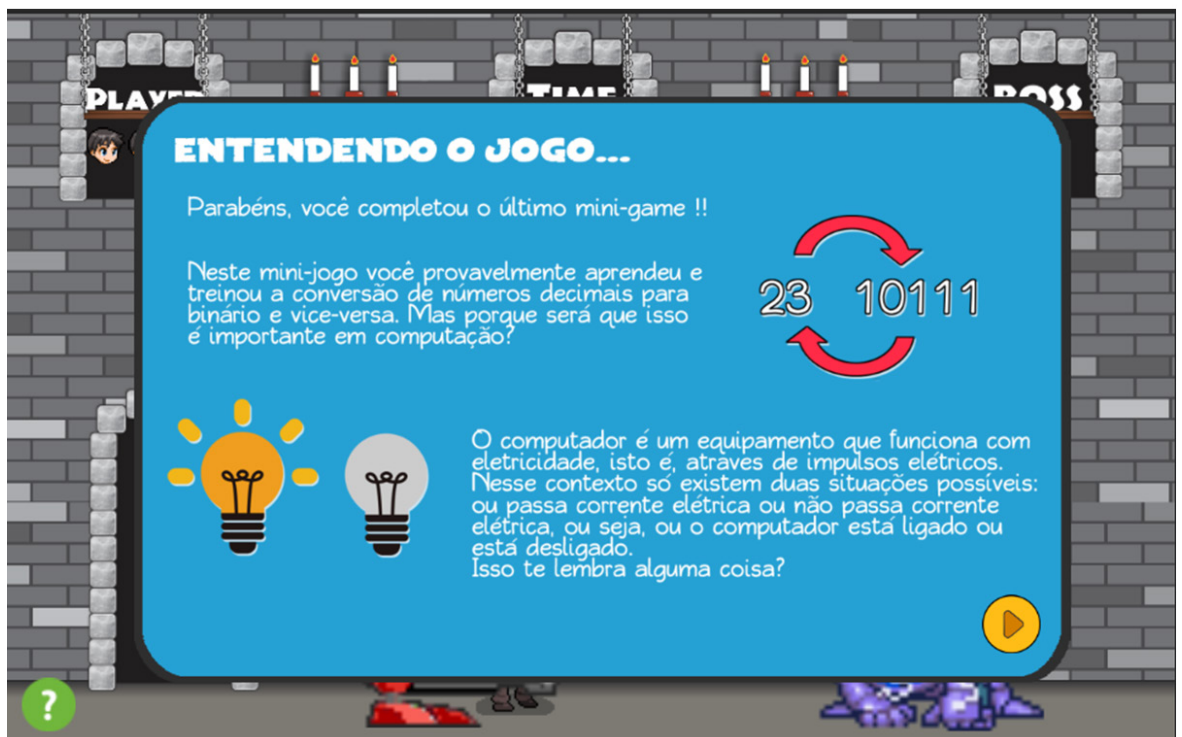 PLAYER
TIME
BOSS
ENTENDENDO O JOGO...
Parabéns, você completou o último mini-game !!
Neste mini-jogo você provavelmente aprendeu e
treinou a conversão de números decimais para
binário e vice-versa. Mas porque será que isso
é importante em computação?
23 10111
O computador é um equipamento que funciona com
eletricidade, isto é, atraves de impulsos elétricos.
Nesse contexto só existem duas situações possíveis:
ou passa corrente elétrica ou não passa corrente
elétrica, ou seja, ou o computador está ligado ou
está desligado.
Isso te lembra alguma coisa?
?